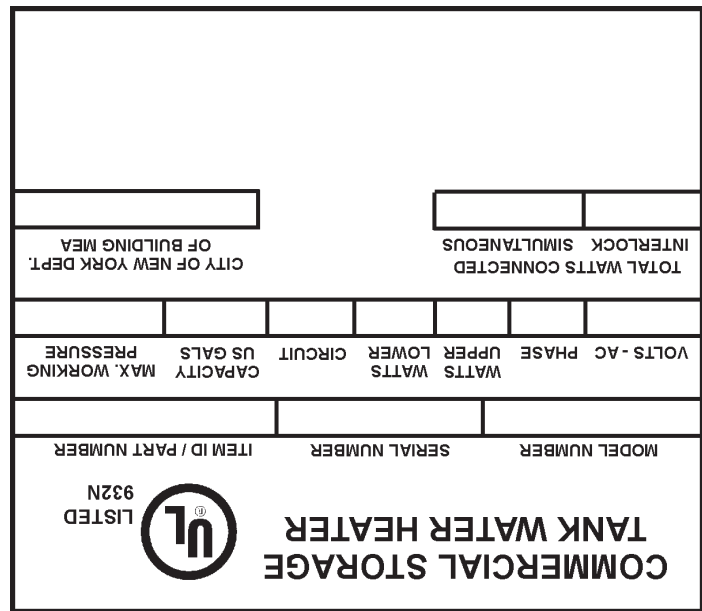 COMMERCIAL STORAGE
TANK WATER HEATER
UL ®
LISTED
932N
MODEL NUMBER SERIAL NUMBER ITEM ID / PART NUMBER
VOLTS - AC PHASE UPPER WATTS LOWER WATTS CIRCUIT CAPACITY US GALS MAX. WORKING PRESSURE
TOTAL WATTS CONNECTED
INTERLOCK SIMULTANEOUS
CITY OF NEW YORK DEPT.
OF BUILDING MEA